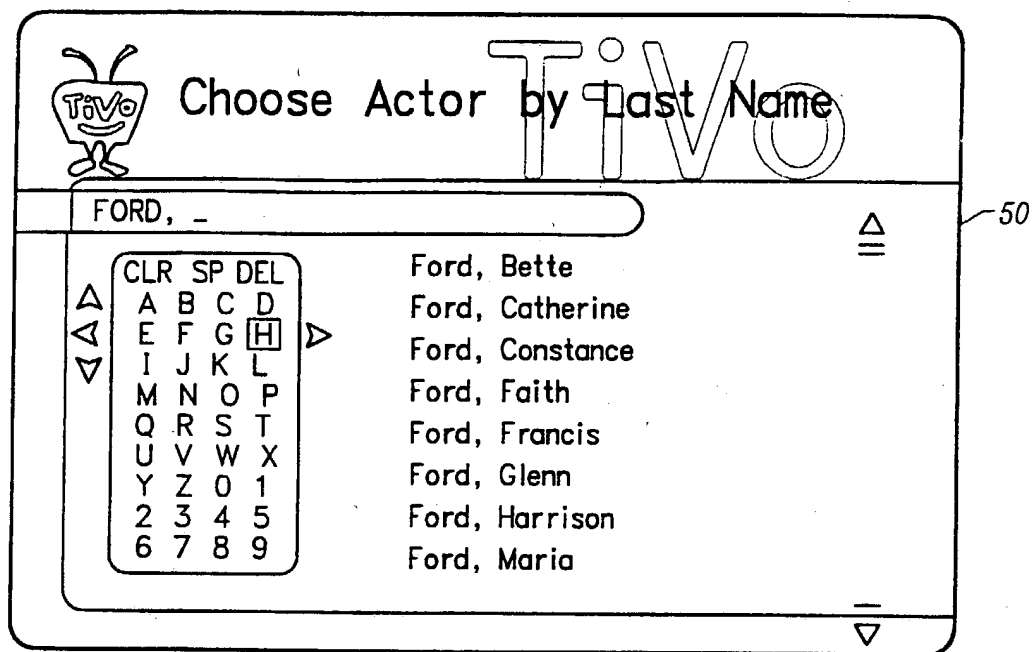 TiVo
TiVo
Choose Actor by Last Name
FORD, _
50
CLR SP DEL
A B C D
E F G H
I J K L
M N O P
Q R S T
U V W X
Y Z 0 1
2 3 4 5
6 7 8 9
Ford, Bette
Ford, Catherine
Ford, Constance
Ford, Faith
Ford, Francis
Ford, Glenn
Ford, Harrison
Ford, Maria